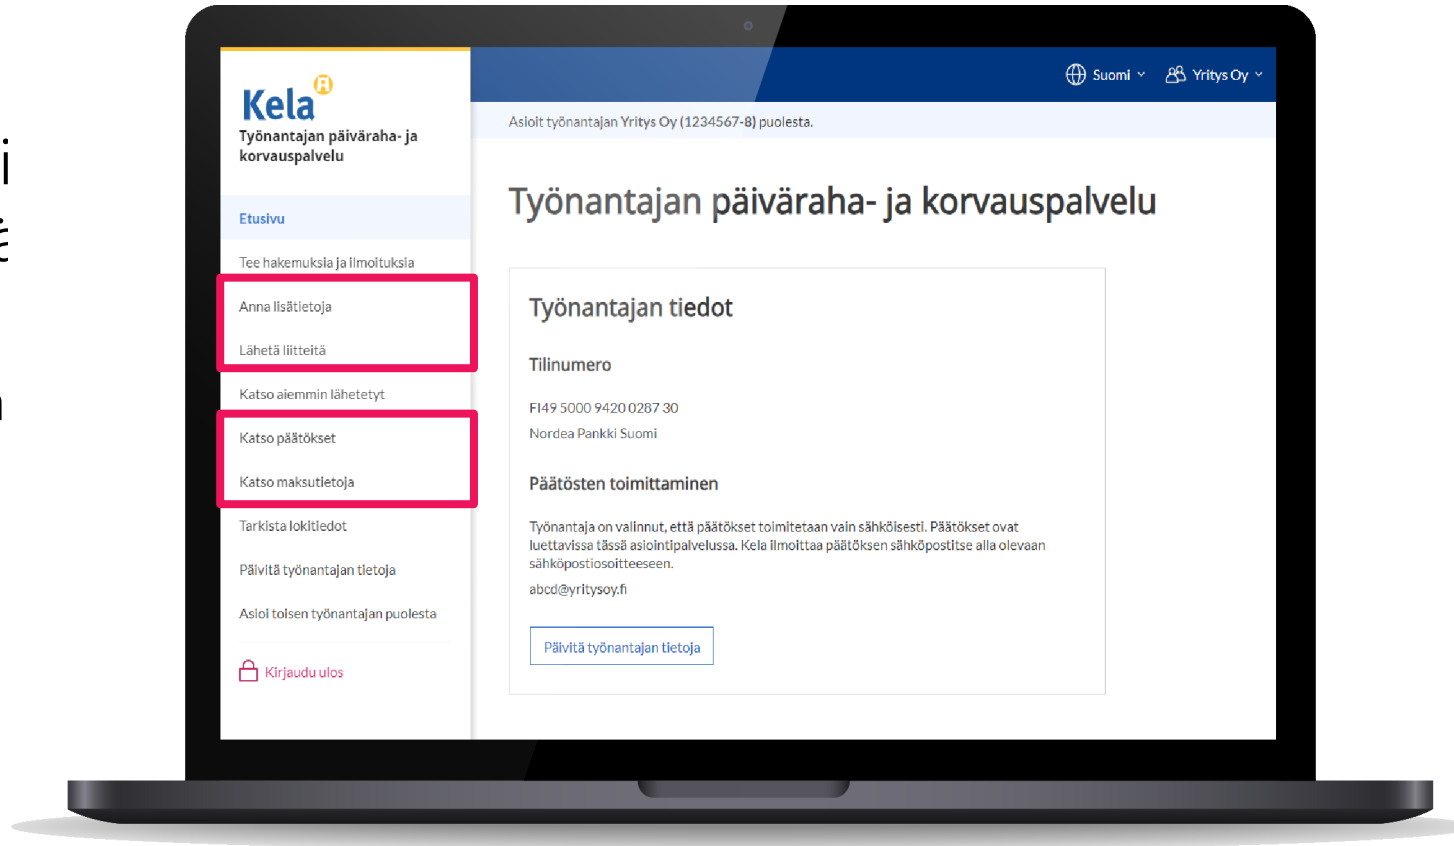 i
ä
n
Kela
Työnantajan päiväraha- ja
korvauspalvelu
Etusivu
Tee hakemuksia ja ilmoituksia
Anna lisätietoja
Lähetä liitteitä
Katso aiemmin lähetetyt
Katso päätökset
Katso maksutietoja
Tarkista lokitiedot
Päivitä työnantajan tietoja
Asioi toisen työnantajan puolesta
Kirjaudu ulos
Suomi
Yritys Oy
Asioit työnantajan Yritys Oy (1234567-8) puolesta.
Työnantajan päiväraha- ja korvauspalvelu
Työnantajan tiedot
Tilinumero
FI49 5000 9420 0287 30
Nordea Pankki Suomi
Päätösten toimittaminen
Työnantaja on valinnut, että päätökset toimitetaan vain sähköisesti. Päätökset ovat
luettavissa tässä asiointipalvelussa. Kela ilmoittaa päätöksen sähköpostitse alla olevaan
sähköpostiosoitteeseen.
abcd@yritysoy.fi
Päivitä työnantajan tietoja